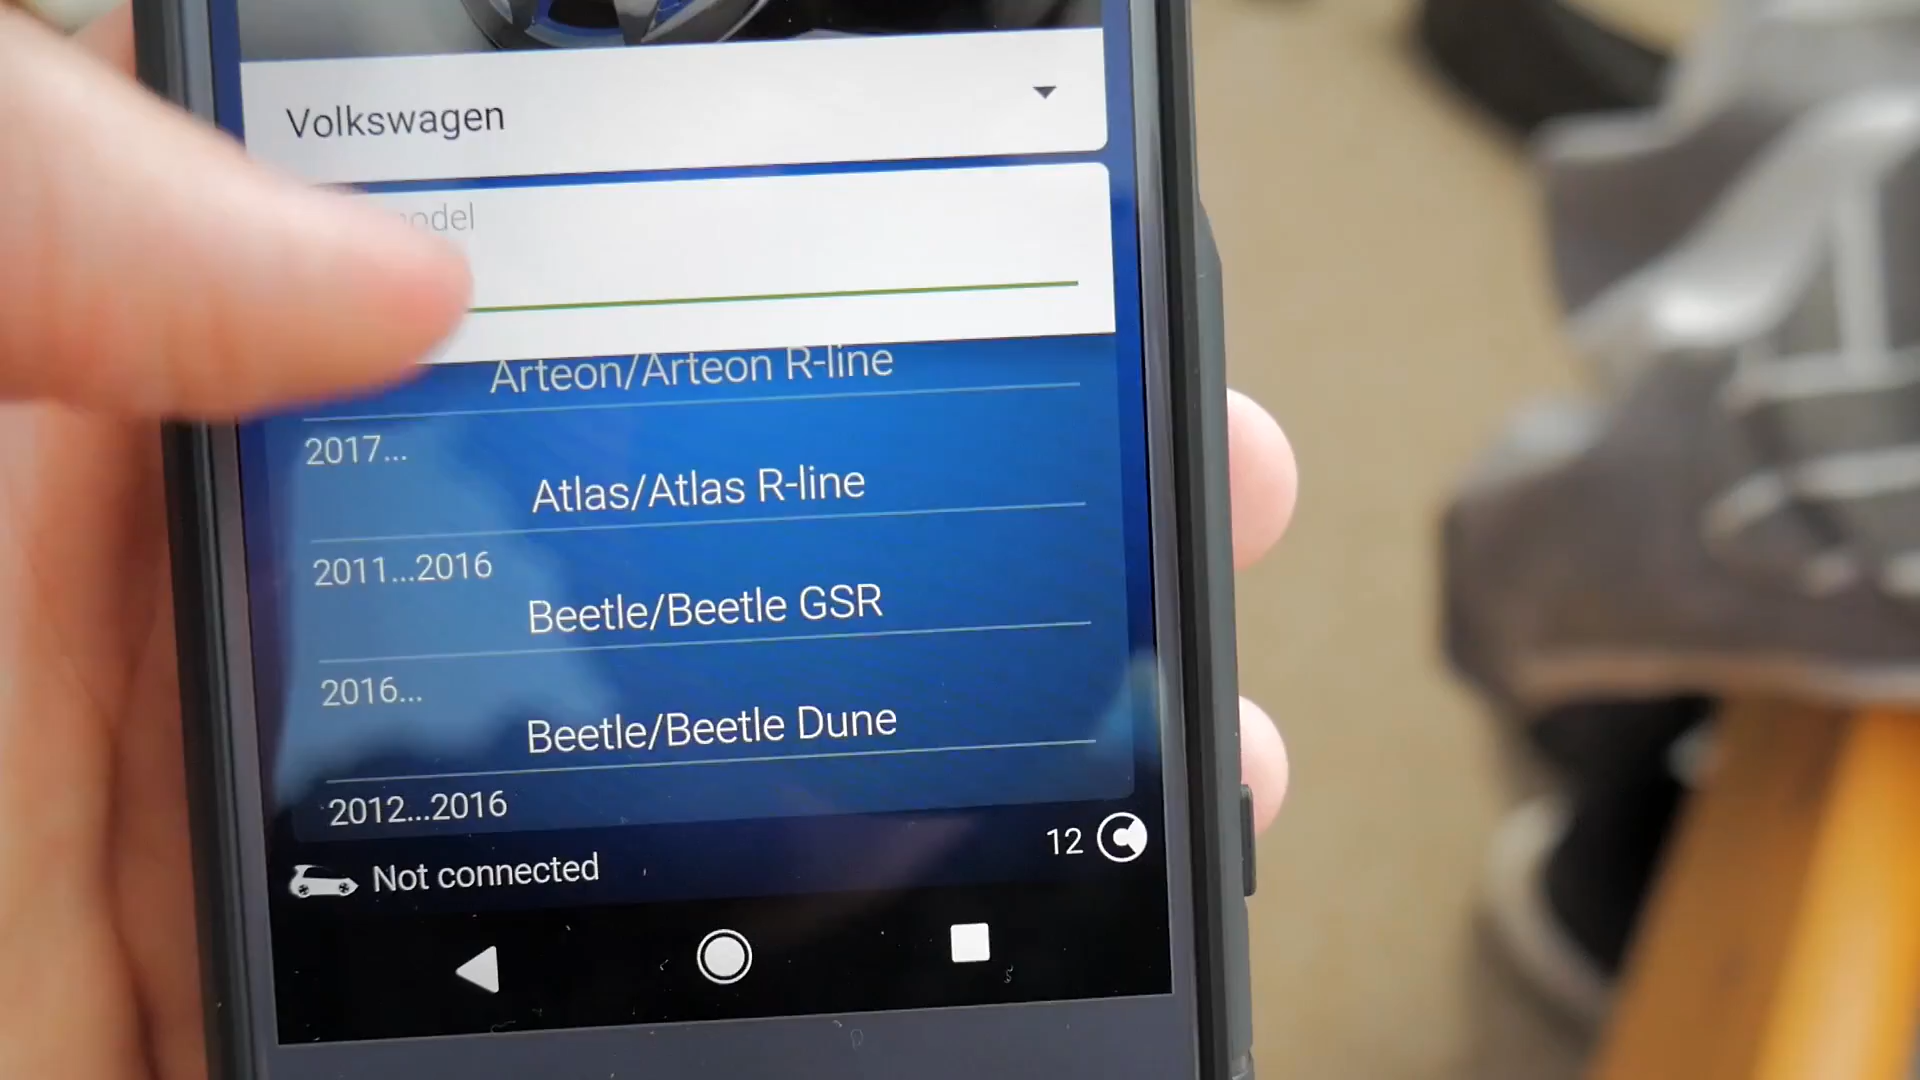 Volkswagen
model
Arteon/Arteon R-line
2017...
Atlas/Atlas R-line
2011...2016
Beetle/Beetle GSR
2016...
Beetle/Beetle Dune
2012...2016
Not connected
12